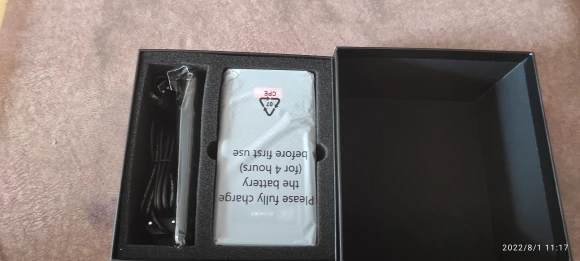 Please fully charge
the battery
(for 4 hours)
before first use
07
CPE
2022/8/1 11:17